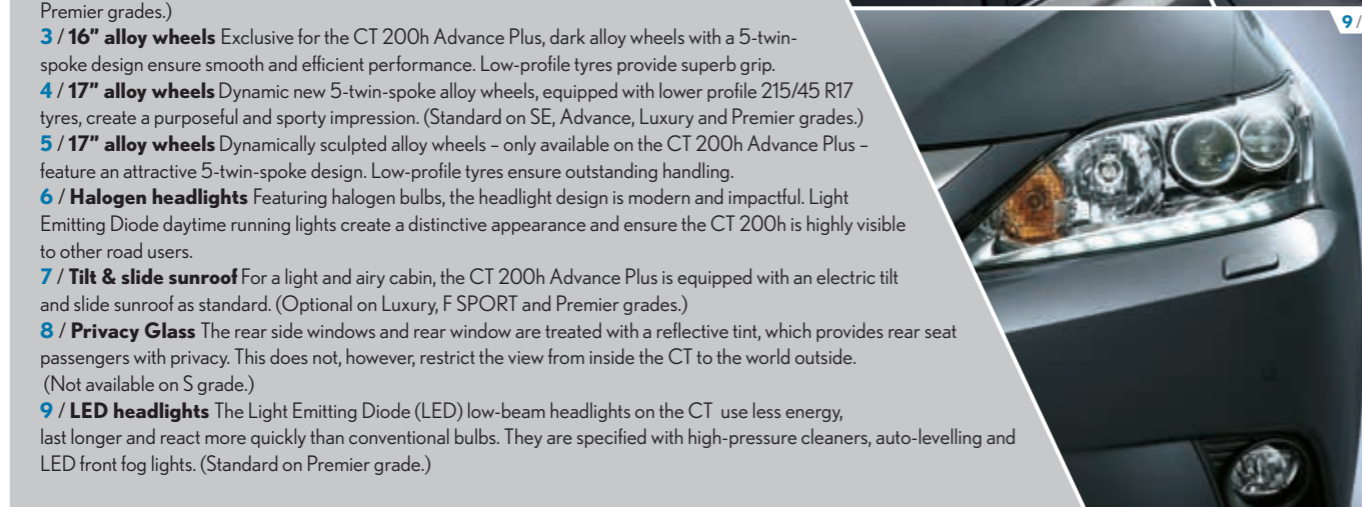 Premier grades.)
9 /
3 / 16" alloy wheels Exclusive for the CT 200h Advance Plus, dark alloy wheels with a 5-twin-
spoke design ensure smooth and efficient performance. Low-profile tyres provide superb grip.
4 / 17" alloy wheels Dynamic new 5-twin-spoke alloy wheels, equipped with lower profile 215/45 R17
tyres, create a purposeful and sporty impression. (Standard on SE, Advance, Luxury and Premier grades.)
5 / 17" alloy wheels Dynamically sculpted alloy wheels – only available on the CT 200h Advance Plus –
feature an attractive 5-twin-spoke design. Low-profile tyres ensure outstanding handling.
6 / Halogen headlights Featuring halogen bulbs, the headlight design is modern and impactful. Light
Emitting Diode daytime running lights create a distinctive appearance and ensure the CT 200h is highly visible
to other road users.
7 / Tilt & slide sunroof For a light and airy cabin, the CT 200h Advance Plus is equipped with an electric tilt
and slide sunroof as standard. (Optional on Luxury, F SPORT and Premier grades.)
8 / Privacy Glass The rear side windows and rear window are treated with a reflective tint, which provides rear seat
passengers with privacy. This does not, however, restrict the view from inside the CT to the world outside.
(Not available on S grade.)
9 / LED headlights The Light Emitting Diode (LED) low-beam headlights on the CT use less energy,
last longer and react more quickly than conventional bulbs. They are specified with high-pressure cleaners, auto-levelling and
LED front fog lights. (Standard on Premier grade.)